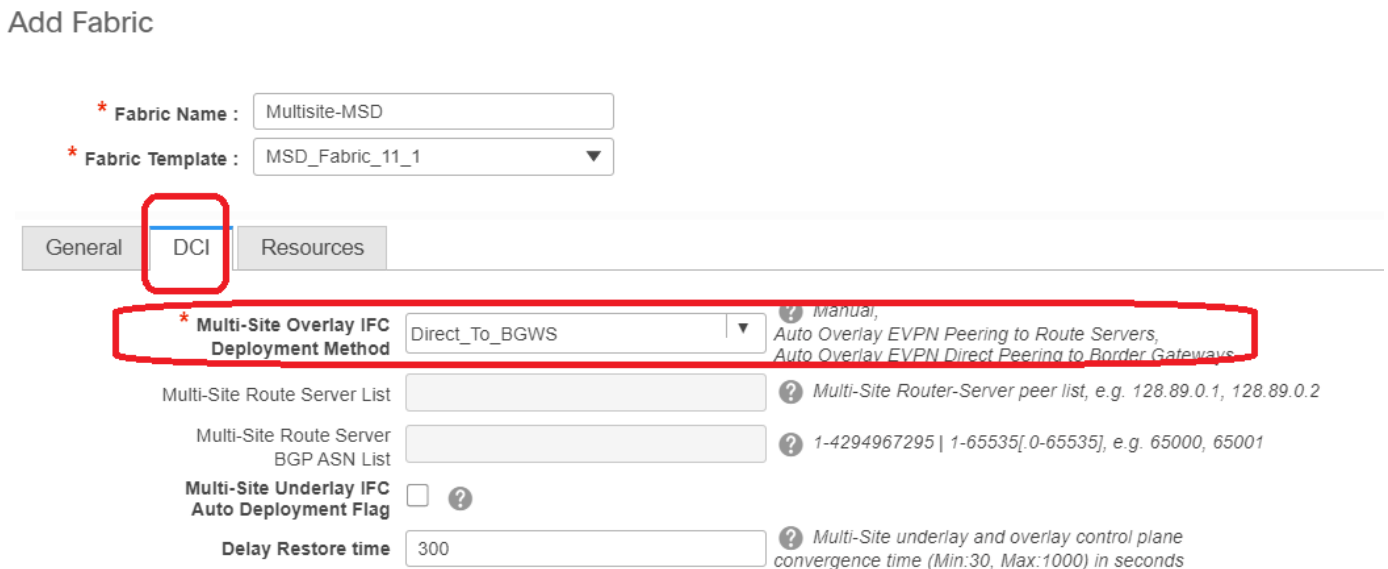 Add Fabric
* Fabric Name : Multisite-MSD
* Fabric Template : MSD_Fabric_11_1
General DCI Resources
* Multi-Site Overlay IFC
Deployment Method
Direct_To_BGWS
Manual,
Auto Overlay EVPN Peering to Route Servers,
Auto Overlay EVPN Direct Peering to Border Gateways
Multi-Site Route Server List
Multi-Site Router-Server peer list, e.g. 128.89.0.1, 128.89.0.2
Multi-Site Route Server
BGP ASN List
1-4294967295 | 1-65535[.0-65535], e.g. 65000, 65001
Multi-Site Underlay IFC
Auto Deployment Flag
Delay Restore time 300
Multi-Site underlay and overlay control plane
convergence time (Min:30, Max:1000) in seconds